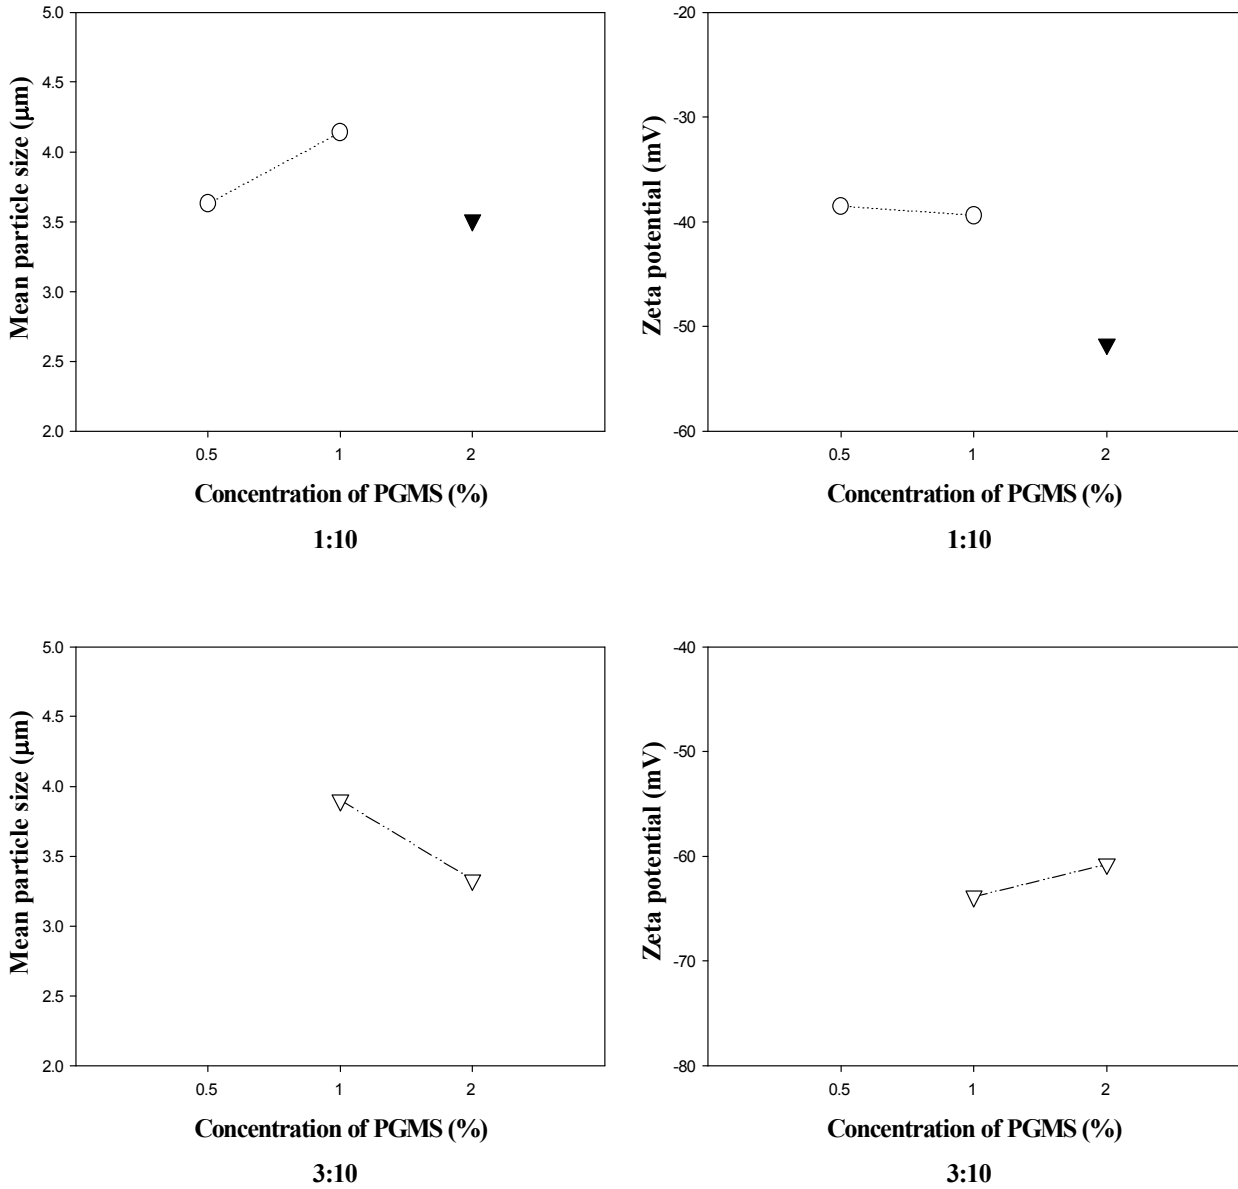 5.0
4.5
4.0
3.5
3.0
2.5
2.0
Mean particle size (μm)
0.5 1 2
Concentration of PGMS (%)
1:10
-20
-30
-40
-50
-60
Zeta potential (mV)
0.5 1 2
Concentration of PGMS (%)
1:10
5.0
4.5
4.0
3.5
3.0
2.5
2.0
Mean particle size (μm)
0.5 1 2
Concentration of PGMS (%)
3:10
-40
-50
-60
-70
-80
Zeta potential (mV)
0.5 1 2
Concentration of PGMS (%)
3:10